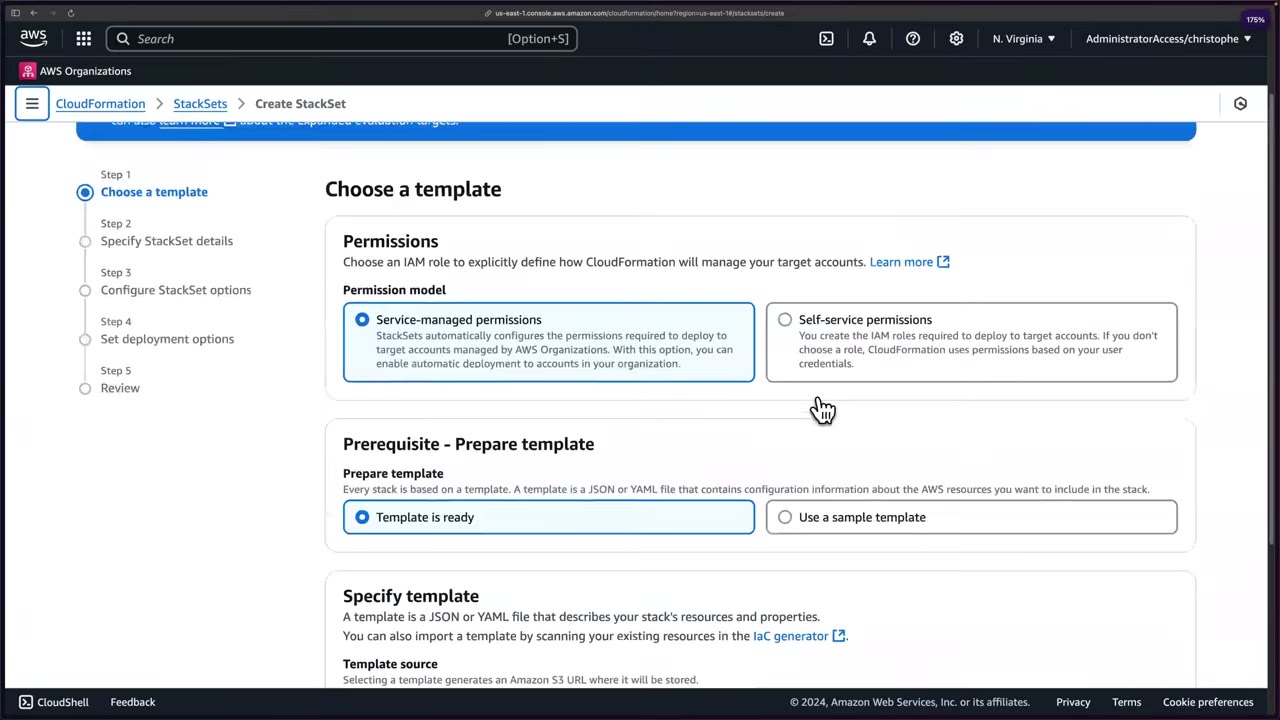 us-east-1.console.aws.amazon.com/cloudformation/home?region=us-east-1#/stacksets/create
175%
aws
Search
[Option+S]
N. Virginia
AdministratorAccess/christophe
AWS Organizations
CloudFormation
StackSets
Create StackSet
can also learn more about the expanded evaluation targets.
Step 1
Choose a template
Step 2
Specify StackSet details
Step 3
Configure StackSet options
Step 4
Set deployment options
Step 5
Review
Choose a template
Permissions
Choose an IAM role to explicitly define how CloudFormation will manage your target accounts. Learn more
Permission model
Service-managed permissions
StackSets automatically configures the permissions required to deploy to
target accounts managed by AWS Organizations. With this option, you can
enable automatic deployment to accounts in your organization.
Self-service permissions
You create the IAM roles required to deploy to target accounts. If you don't
choose a role, CloudFormation uses permissions based on your user
credentials.
Prerequisite - Prepare template
Prepare template
Every stack is based on a template. A template is a JSON or YAML file that contains configuration information about the AWS resources you want to include in the stack.
Template is ready
Use a sample template
Specify template
A template is a JSON or YAML file that describes your stack's resources and properties.
You can also import a template by scanning your existing resources in the IaC generator.
Template source
Selecting a template generates an Amazon S3 URL where it will be stored.
CloudShell
Feedback
© 2024, Amazon Web Services, Inc. or its affiliates.
Privacy
Terms
Cookie preferences